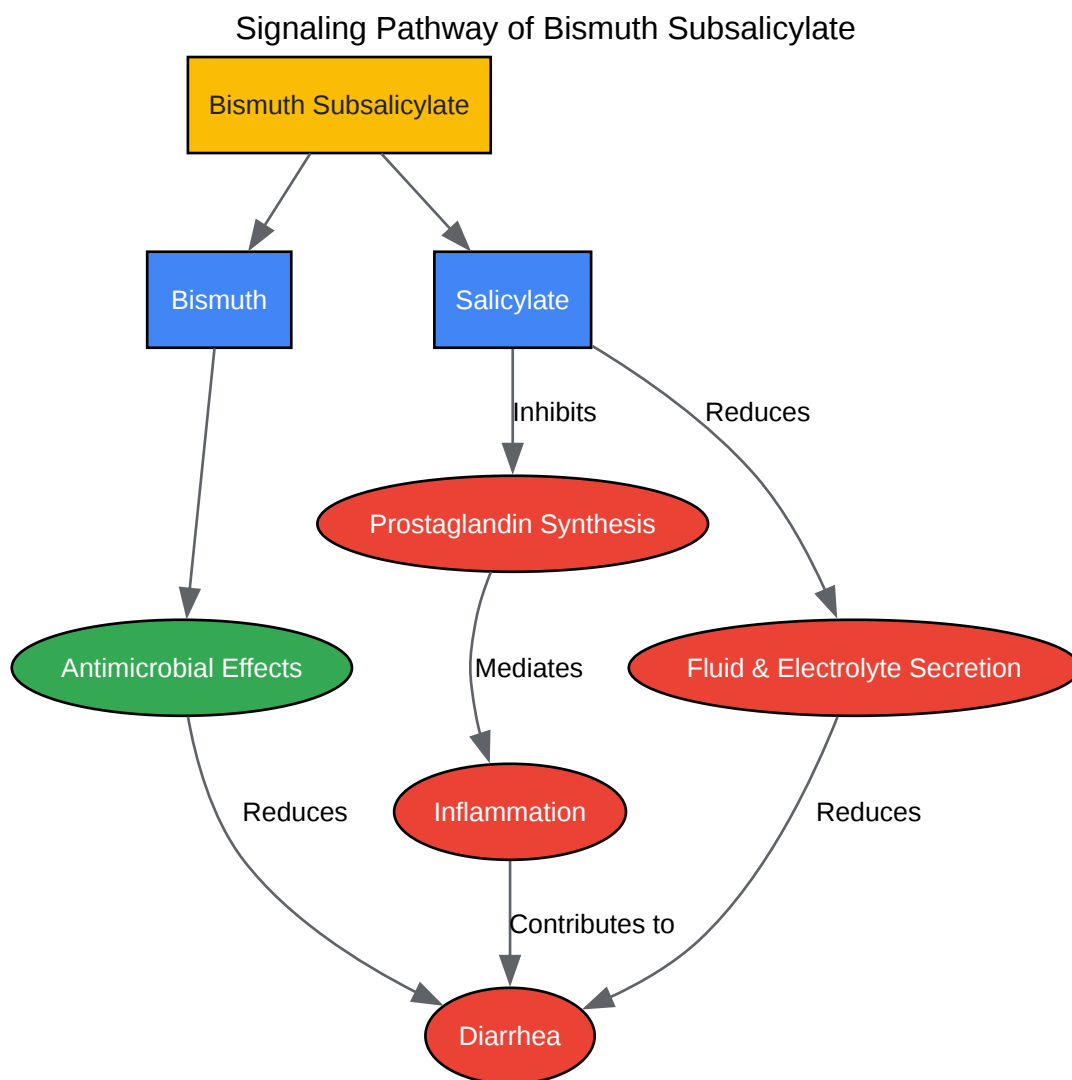 Signaling Pathway of Bismuth Subsalicylate
Bismuth Subsalicylate
Bismuth
Salicylate
Inhibits
Reduces
Prostaglandin Synthesis
Antimicrobial Effects
Mediates
Fluid & Electrolyte Secretion
Reduces
Inflammation
Reduces
Contributes to
Diarrhea